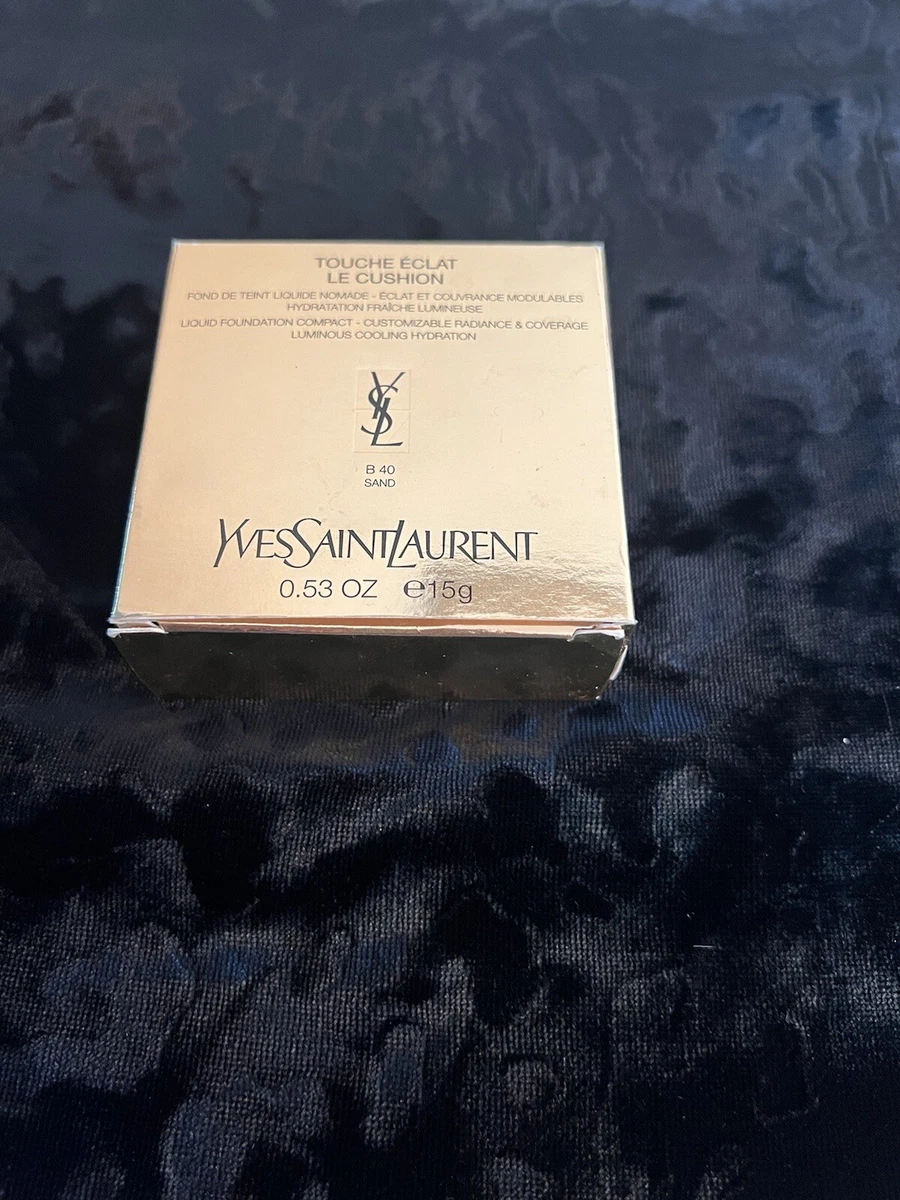 TOUCHE ÉCLAT
LE CUSHION
FOND DE TEINT LIQUIDE NOMADE - ÉCLAT ET COUVRANCE MODULABLES
HYDRATATION FRAÎCHE LUMINEUSE
LIQUID FOUNDATION COMPACT - CUSTOMIZABLE RADIANCE & COVERAGE
LUMINOUS COOLING HYDRATION
YSL
B 40
SAND
YVESSAINTLAURENT
0.53 OZ ℮15g